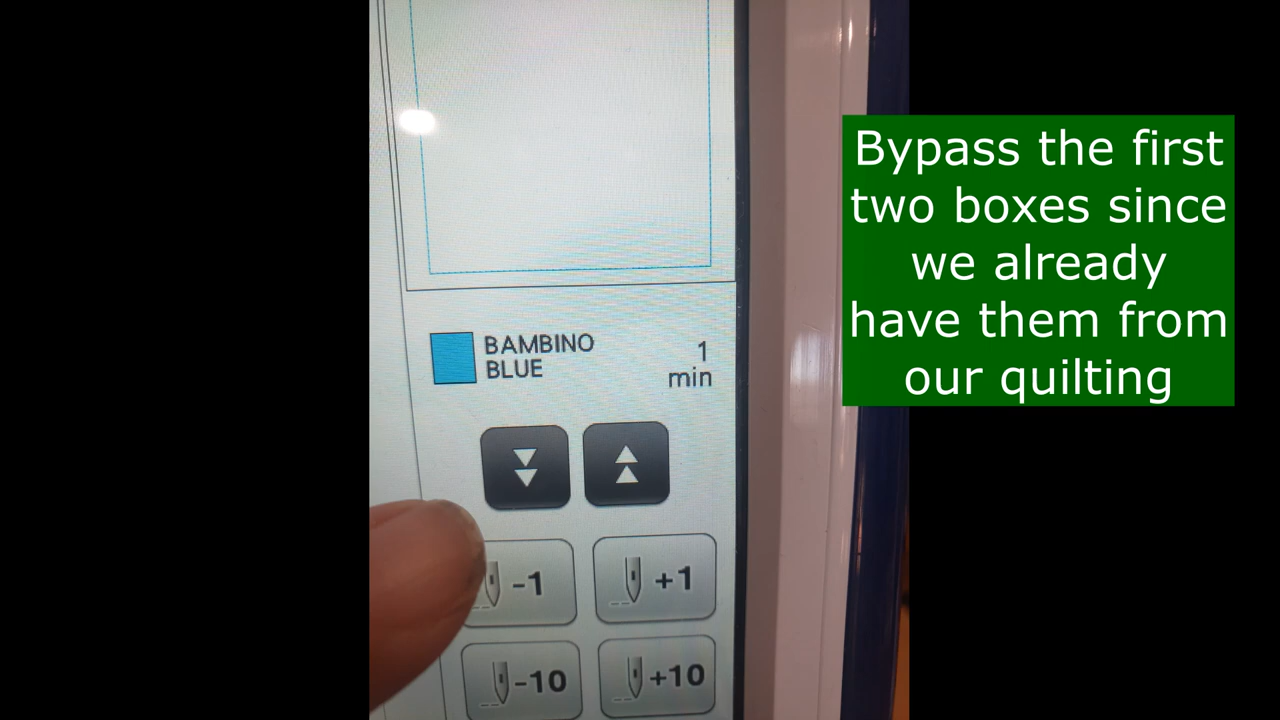 Bypass the first
two boxes since
we already
have them from
our quilting
BAMBINO
BLUE
1
min
-1
+1
-10
+10